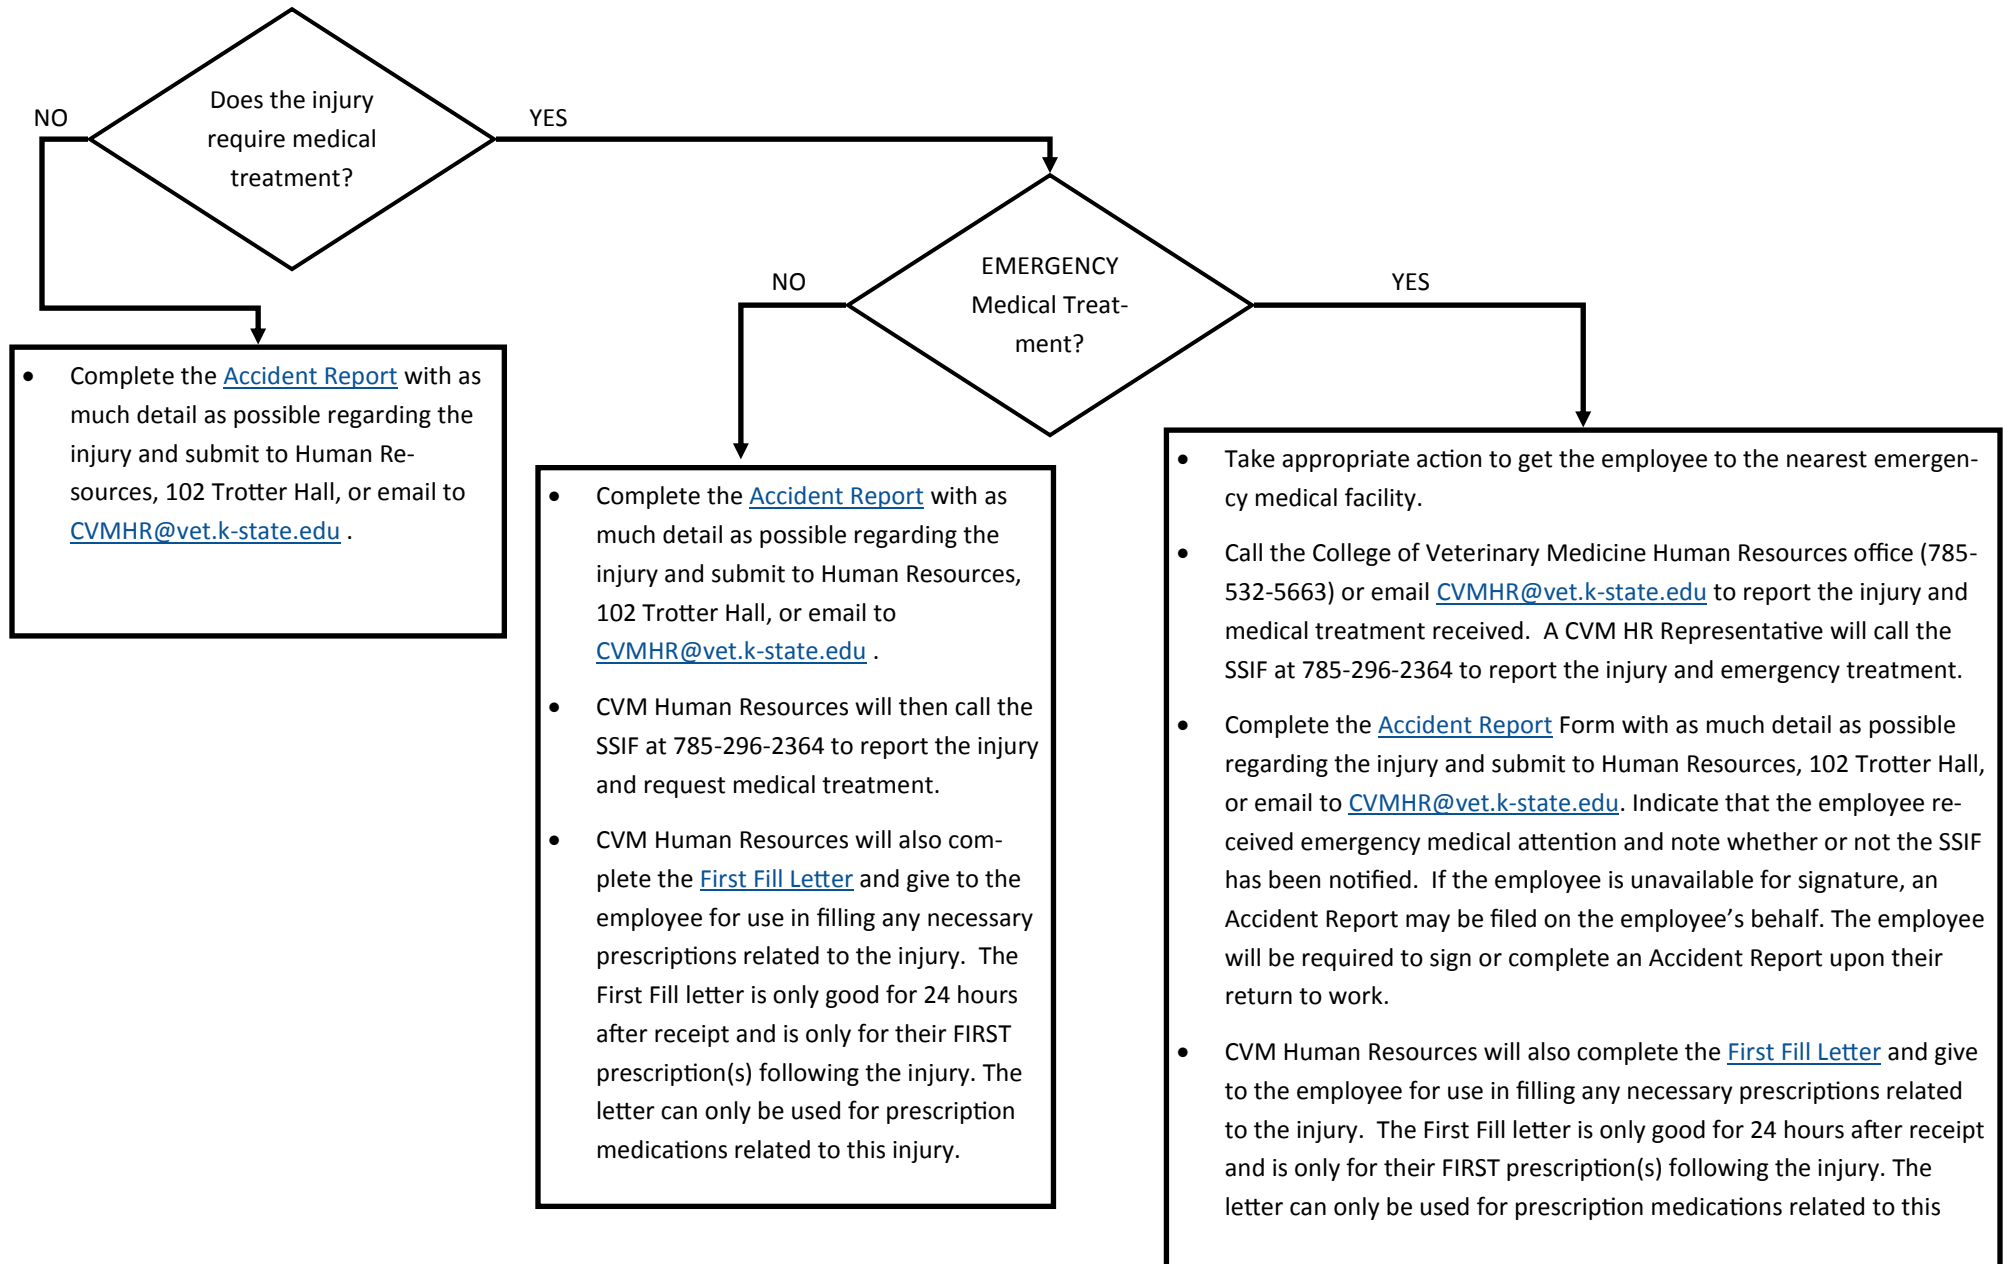 Does the injury
require medical
treatment?
NO
YES
EMERGENCY
Medical Treat-
ment?
NO
YES
• Complete the Accident Report with as
much detail as possible regarding the
injury and submit to Human Re-
sources, 102 Trotter Hall, or email to
CVMHR@vet.k-state.edu .
• Complete the Accident Report with as
much detail as possible regarding the
injury and submit to Human Resources,
102 Trotter Hall, or email to
CVMHR@vet.k-state.edu .
• CVM Human Resources will then call the
SSIF at 785-296-2364 to report the injury
and request medical treatment.
• CVM Human Resources will also com-
plete the First Fill Letter and give to the
employee for use in filling any necessary
prescriptions related to the injury.  The
First Fill letter is only good for 24 hours
after receipt and is only for their FIRST
prescription(s) following the injury. The
letter can only be used for prescription
medications related to this injury.
• Take appropriate action to get the employee to the nearest emergen-
cy medical facility.
• Call the College of Veterinary Medicine Human Resources office (785-
532-5663) or email CVMHR@vet.k-state.edu to report the injury and
medical treatment received.  A CVM HR Representative will call the
SSIF at 785-296-2364 to report the injury and emergency treatment.
• Complete the Accident Report Form with as much detail as possible
regarding the injury and submit to Human Resources, 102 Trotter Hall,
or email to CVMHR@vet.k-state.edu. Indicate that the employee re-
ceived emergency medical attention and note whether or not the SSIF
has been notified.  If the employee is unavailable for signature, an
Accident Report may be filed on the employee’s behalf. The employee
will be required to sign or complete an Accident Report upon their
return to work.
• CVM Human Resources will also complete the First Fill Letter and give
to the employee for use in filling any necessary prescriptions related
to the injury.  The First Fill letter is only good for 24 hours after receipt
and is only for their FIRST prescription(s) following the injury. The
letter can only be used for prescription medications related to this